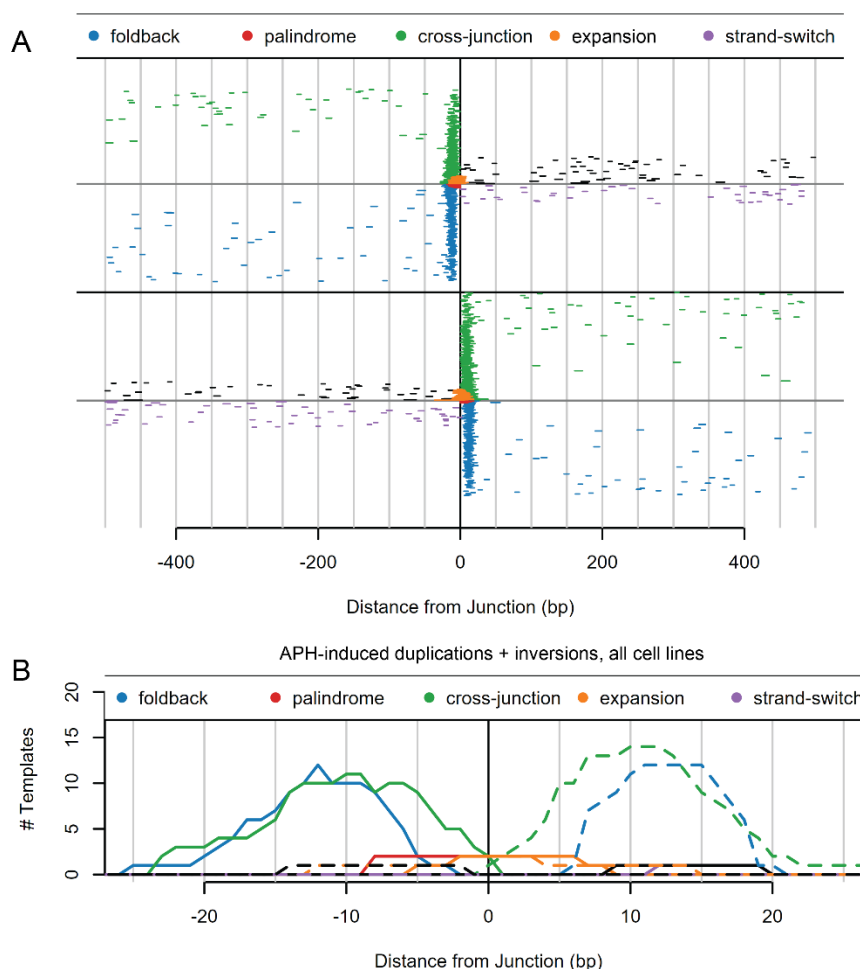 A
foldback palindrome cross-junction expansion strand-switch
-400 -200 0 200 400
Distance from Junction (bp)
B
APH-induced duplications + inversions, all cell lines
foldback palindrome cross-junction expansion strand-switch
20
15
10
5
0
# Templates
-20 -10 0 10 20
Distance from Junction (bp)